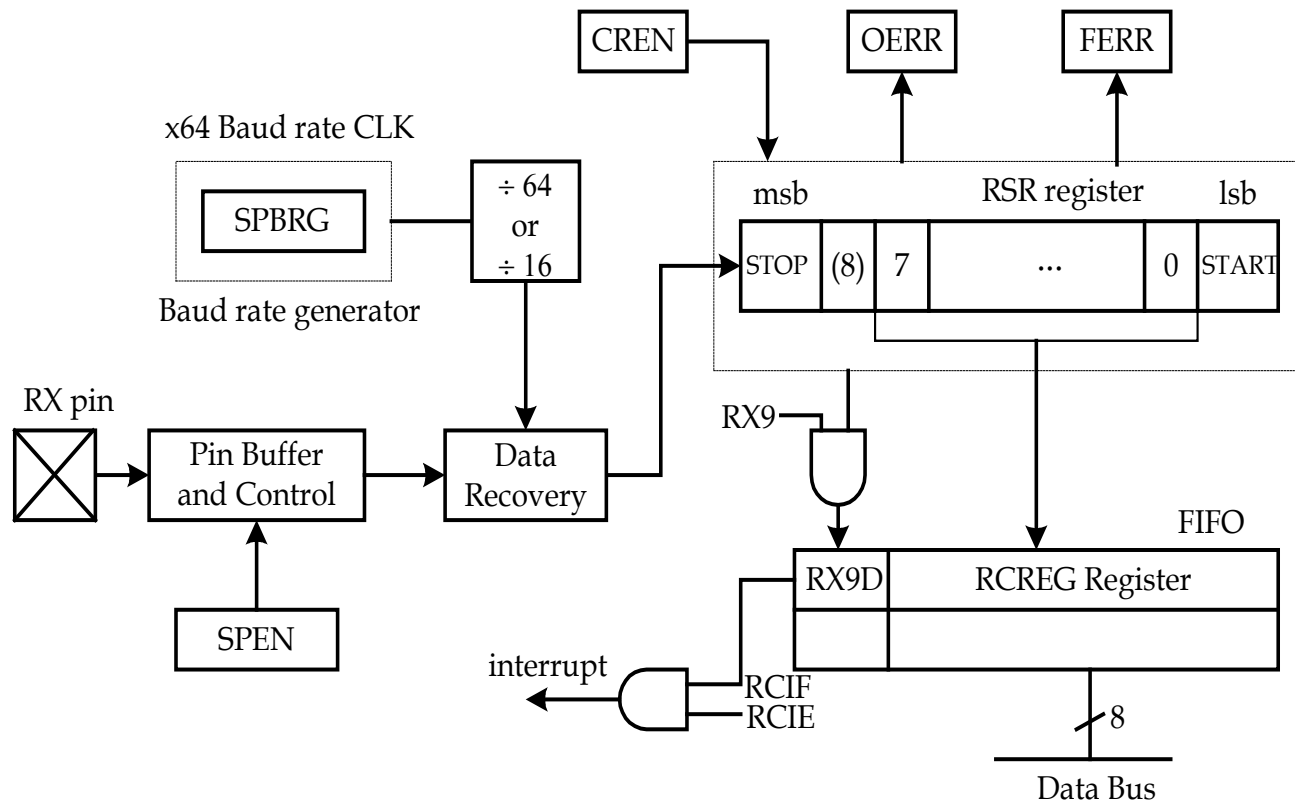 CREN
OERR
FERR
x64 Baud rate CLK
SPBRG
÷ 64
or
÷ 16
Baud rate generator
msb
RSR register
lsb
STOP
(8)
7
...
0
START
RX pin
Pin Buffer
and Control
Data
Recovery
RX9
FIFO
RX9D
RCREG Register
SPEN
interrupt
RCIF
RCIE
8
Data Bus